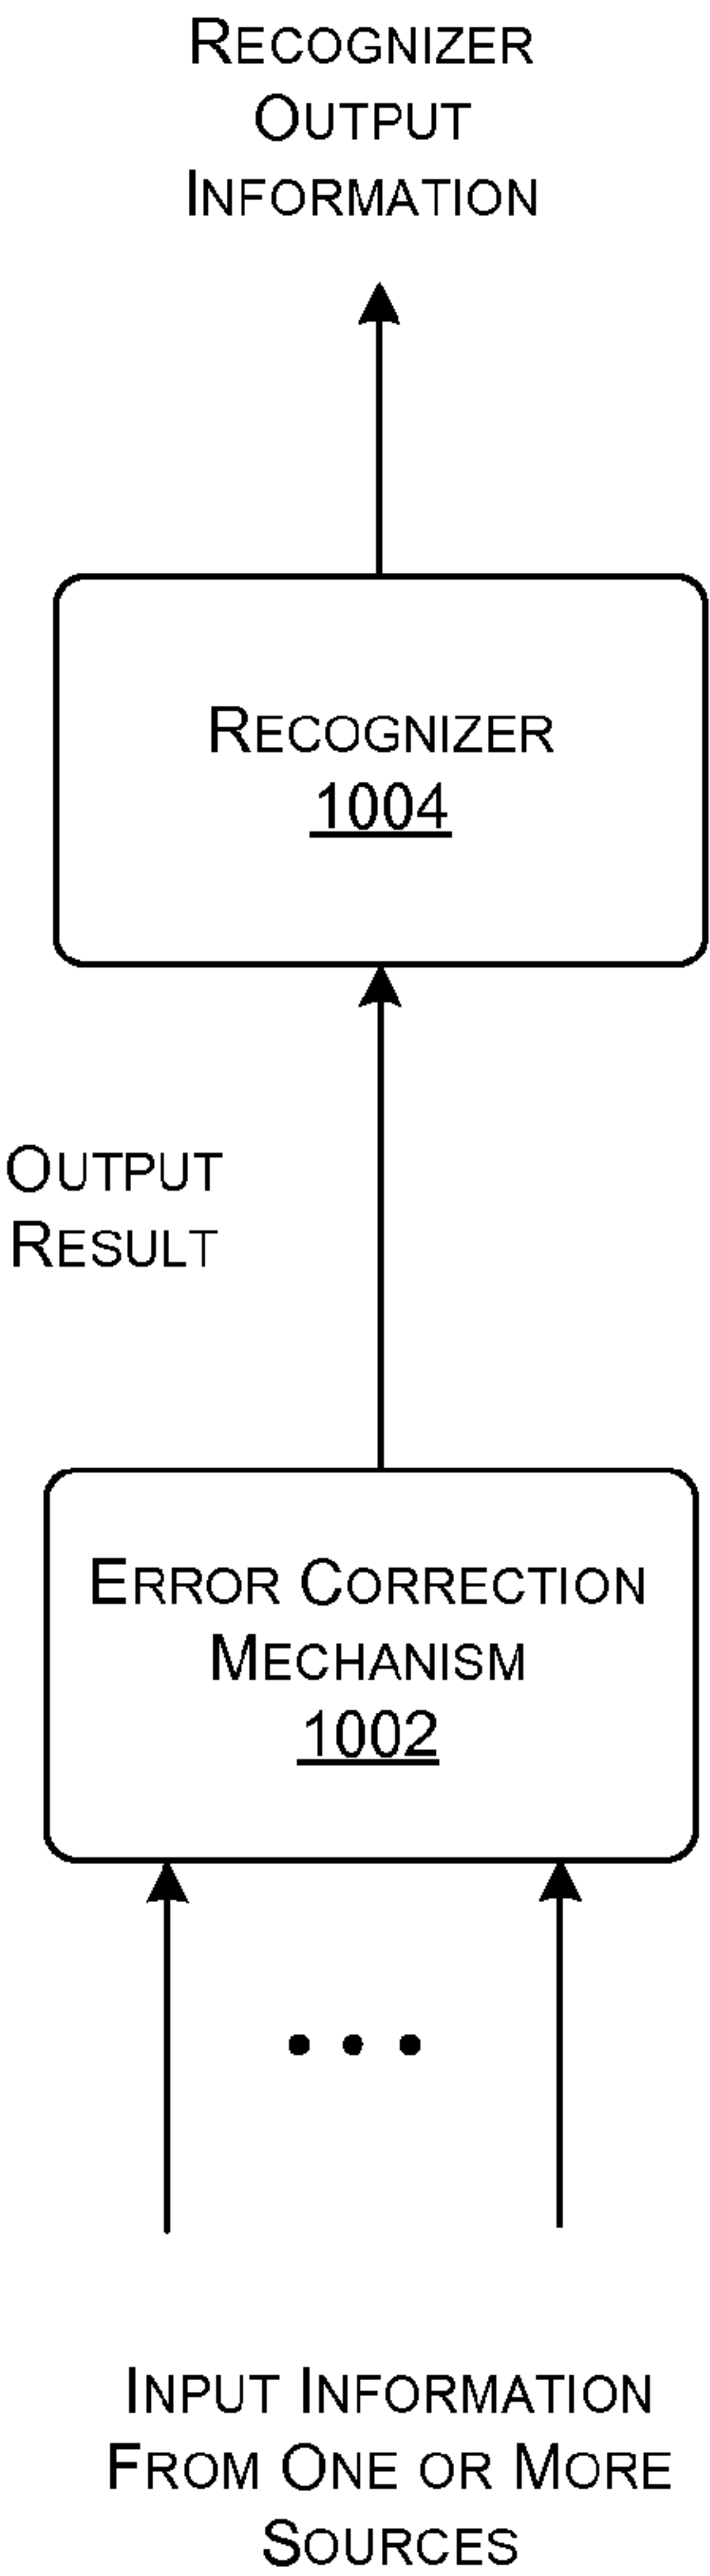 RECOGNIZER
OUTPUT
INFORMATION
RECOGNIZER
1004
OUTPUT
RESULT
ERROR CORRECTION
MECHANISM
1002
...
INPUT INFORMATION
FROM ONE OR MORE
SOURCES